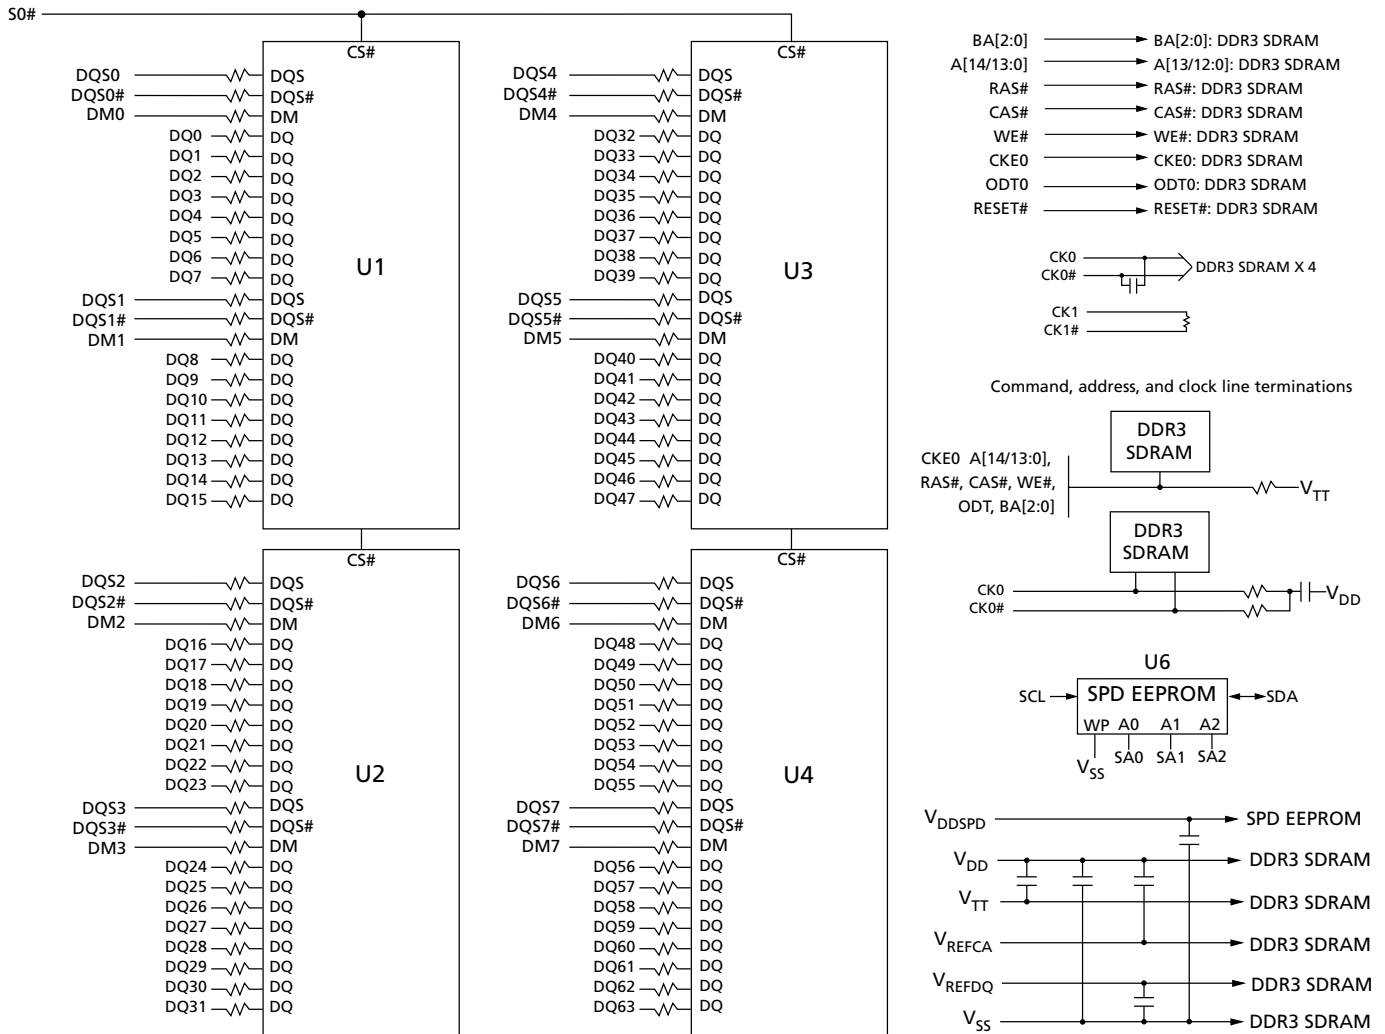 S0#
CS#
DQS0 DQS
DQS0# DQS#
DM0 DM
DQ0 DQ
DQ1 DQ
DQ2 DQ
DQ3 DQ
DQ4 DQ
DQ5 DQ
DQ6 DQ
DQ7 DQ
U1
DQS1 DQS
DQS1# DQS#
DM1 DM
DQ8 DQ
DQ9 DQ
DQ10 DQ
DQ11 DQ
DQ12 DQ
DQ13 DQ
DQ14 DQ
DQ15 DQ
CS#
DQS2 DQS
DQS2# DQS#
DM2 DM
DQ16 DQ
DQ17 DQ
DQ18 DQ
DQ19 DQ
DQ20 DQ
DQ21 DQ
DQ22 DQ
DQ23 DQ
U2
DQS3 DQS
DQS3# DQS#
DM3 DM
DQ24 DQ
DQ25 DQ
DQ26 DQ
DQ27 DQ
DQ28 DQ
DQ29 DQ
DQ30 DQ
DQ31 DQ
CS#
DQS4 DQS
DQS4# DQS#
DM4 DM
DQ32 DQ
DQ33 DQ
DQ34 DQ
DQ35 DQ
DQ36 DQ
DQ37 DQ
DQ38 DQ
DQ39 DQ
U3
DQS5 DQS
DQS5# DQS#
DM5 DM
DQ40 DQ
DQ41 DQ
DQ42 DQ
DQ43 DQ
DQ44 DQ
DQ45 DQ
DQ46 DQ
DQ47 DQ
CS#
DQS6 DQS
DQS6# DQS#
DM6 DM
DQ48 DQ
DQ49 DQ
DQ50 DQ
DQ51 DQ
DQ52 DQ
DQ53 DQ
DQ54 DQ
DQ55 DQ
U4
DQS7 DQS
DQS7# DQS#
DM7 DM
DQ56 DQ
DQ57 DQ
DQ58 DQ
DQ59 DQ
DQ60 DQ
DQ61 DQ
DQ62 DQ
DQ63 DQ
BA[2:0] BA[2:0]: DDR3 SDRAM
A[14/13:0] A[13/12:0]: DDR3 SDRAM
RAS# RAS#: DDR3 SDRAM
CAS# CAS#: DDR3 SDRAM
WE# WE#: DDR3 SDRAM
CKE0 CKE0: DDR3 SDRAM
ODT0 ODT0: DDR3 SDRAM
RESET# RESET#: DDR3 SDRAM
CK0
CK0#
DDR3 SDRAM X 4
CK1
CK1#
Command, address, and clock line terminations
DDR3
SDRAM
CKE0 A[14/13:0],
RAS#, CAS#, WE#,
ODT, BA[2:0]
VTT
DDR3
SDRAM
CK0
CK0#
VDD
U6
SCL SPD EEPROM SDA
WP A0 A1 A2
VSS SA0 SA1 SA2
VDDSPD SPD EEPROM
VDD DDR3 SDRAM
VTT DDR3 SDRAM
VREFCA DDR3 SDRAM
VREFDQ DDR3 SDRAM
VSS DDR3 SDRAM